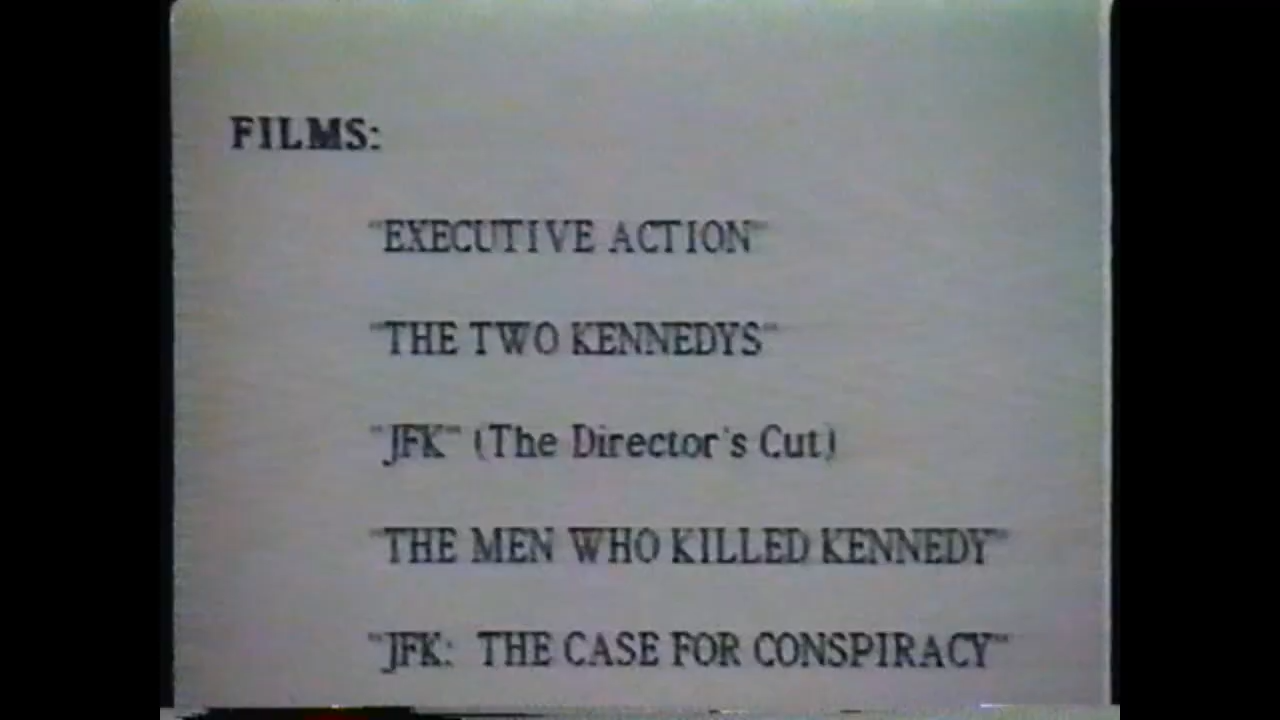 FILMS:
"EXECUTIVE ACTION"
"THE TWO KENNEDYS"
"JFK" (The Director's Cut)
"THE MEN WHO KILLED KENNEDY"
"JFK: THE CASE FOR CONSPIRACY"